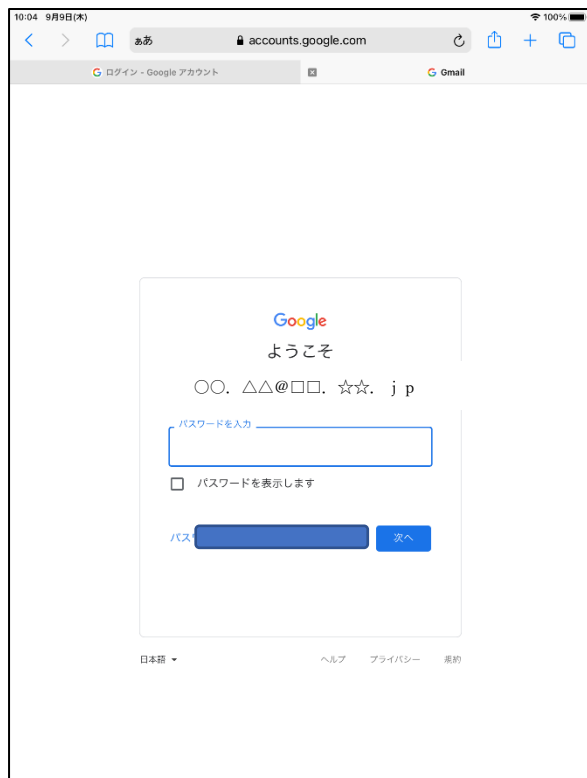 10:04 9月9日(木) 100%
ぁあ accounts.google.com
G ログイン - Google アカウント G Gmail
Google
ようこそ
○○．△△@□□．☆☆．ｊｐ
パスワードを入力
パスワードを表示します
パス
次へ
日本語 ヘルプ プライバシー 規約